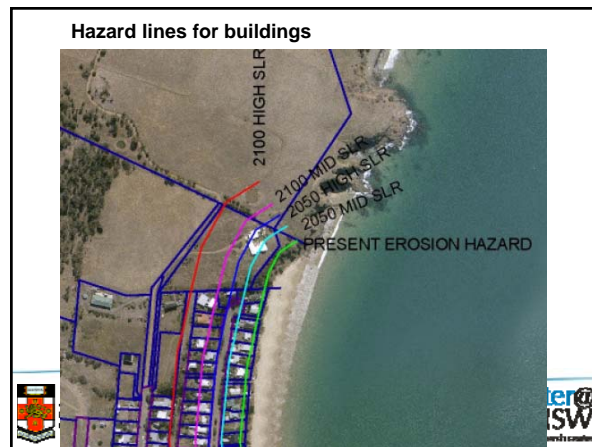 Hazard lines for buildings
2100 HIGH SLR
2100 MID SLR
2050 HIGH SLR
2050 MID SLR
PRESENT EROSION HAZARD